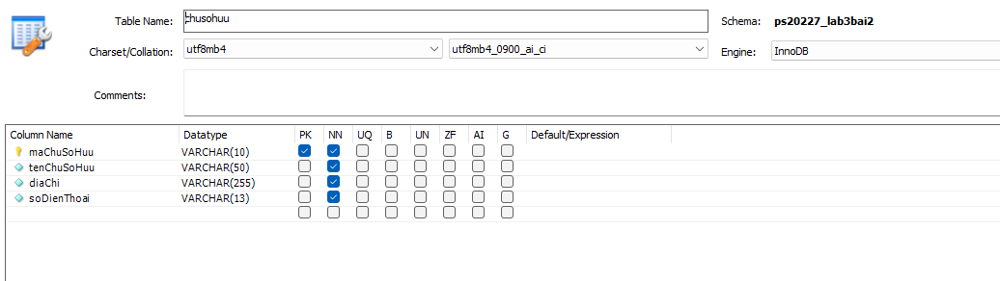 Table Name: chusohuu Schema: ps20227_lab3bai2
Charset/Collation: utf8mb4 utf8mb4_0900_ai_ci Engine: InnoDB
Comments:
Column Name Datatype PK NN UQ B UN ZF AI G Default/Expression
maChuSoHuu VARCHAR(10)
tenChuSoHuu VARCHAR(50)
diaChi VARCHAR(255)
soDienThoai VARCHAR(13)